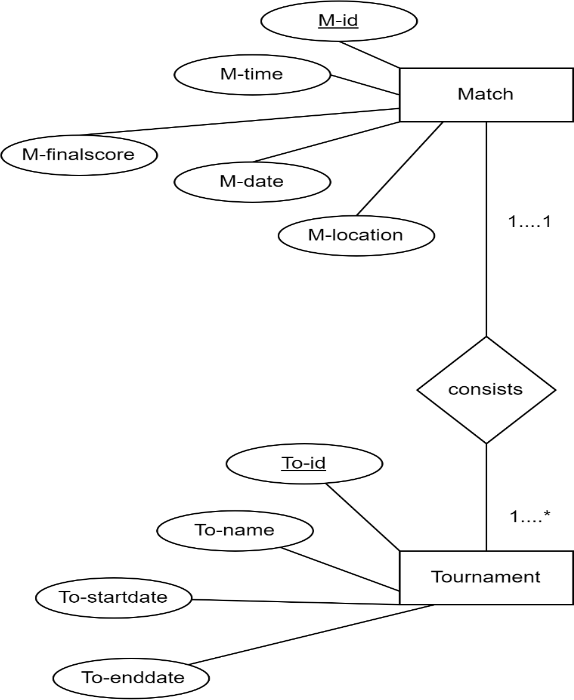 M-id
M-time
Match
M-finalscore
M-date
M-location
1....1
consists
To-id
1....*
To-name
Tournament
To-startdate
To-enddate